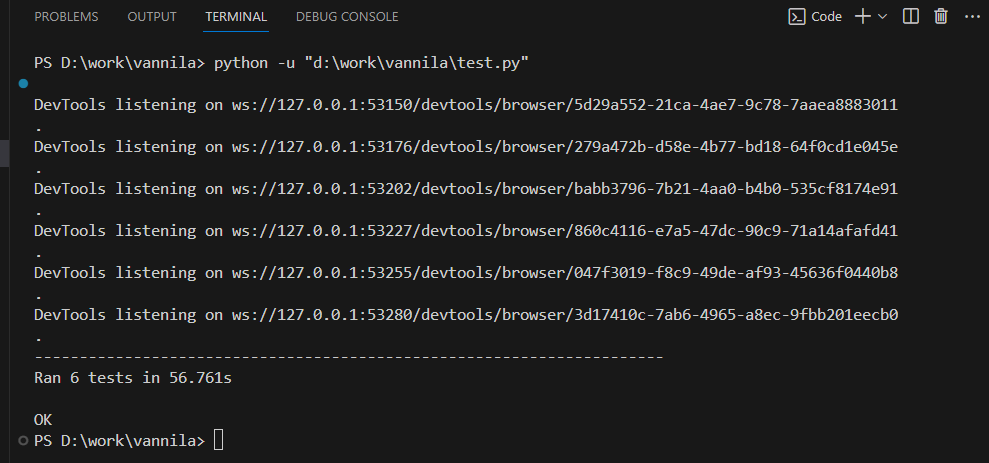 PROBLEMS OUTPUT TERMINAL DEBUG CONSOLE Code
PS D:\work\vannila> python -u "d:\work\vannila\test.py"
DevTools listening on ws://127.0.0.1:53150/devtools/browser/5d29a552-21ca-4ae7-9c78-7aaea8883011
.
DevTools listening on ws://127.0.0.1:53176/devtools/browser/279a472b-d58e-4b77-bd18-64f0cd1e045e
.
DevTools listening on ws://127.0.0.1:53202/devtools/browser/babb3796-7b21-4aa0-b4b0-535cf8174e91
.
DevTools listening on ws://127.0.0.1:53227/devtools/browser/860c4116-e7a5-47dc-90c9-71a14afafd41
.
DevTools listening on ws://127.0.0.1:53255/devtools/browser/047f3019-f8c9-49de-af93-45636f0440b8
.
DevTools listening on ws://127.0.0.1:53280/devtools/browser/3d17410c-7ab6-4965-a8ec-9fbb201eecb0
.
----------------------------------------------------------------------
Ran 6 tests in 56.761s
OK
PS D:\work\vannila>